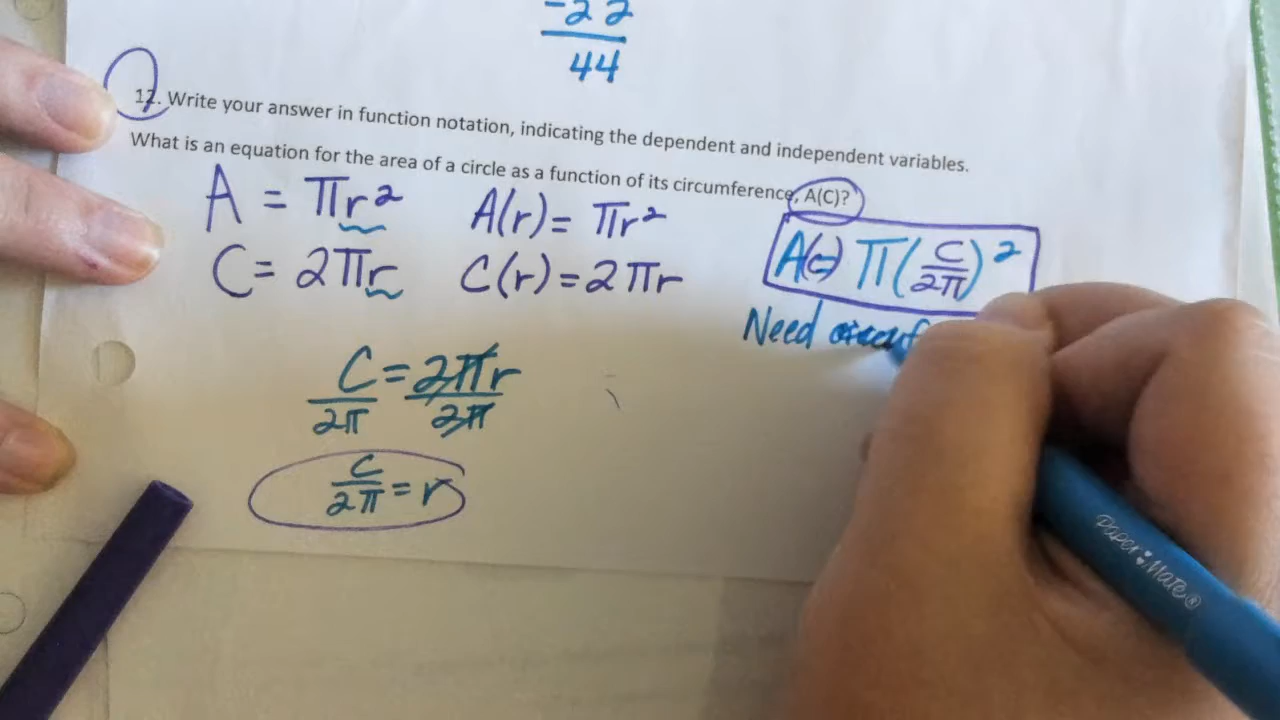 -22
44
12. Write your answer in function notation, indicating the dependent and independent variables.
What is an equation for the area of a circle as a function of its circumference, A(C)?
A = πr²
A(r) = πr²
A(c) = π(C/2π)²
C = 2πr
C(r) = 2πr
Need
C/2π = 2πr/2π
C/2π = r
PAPER MATE®